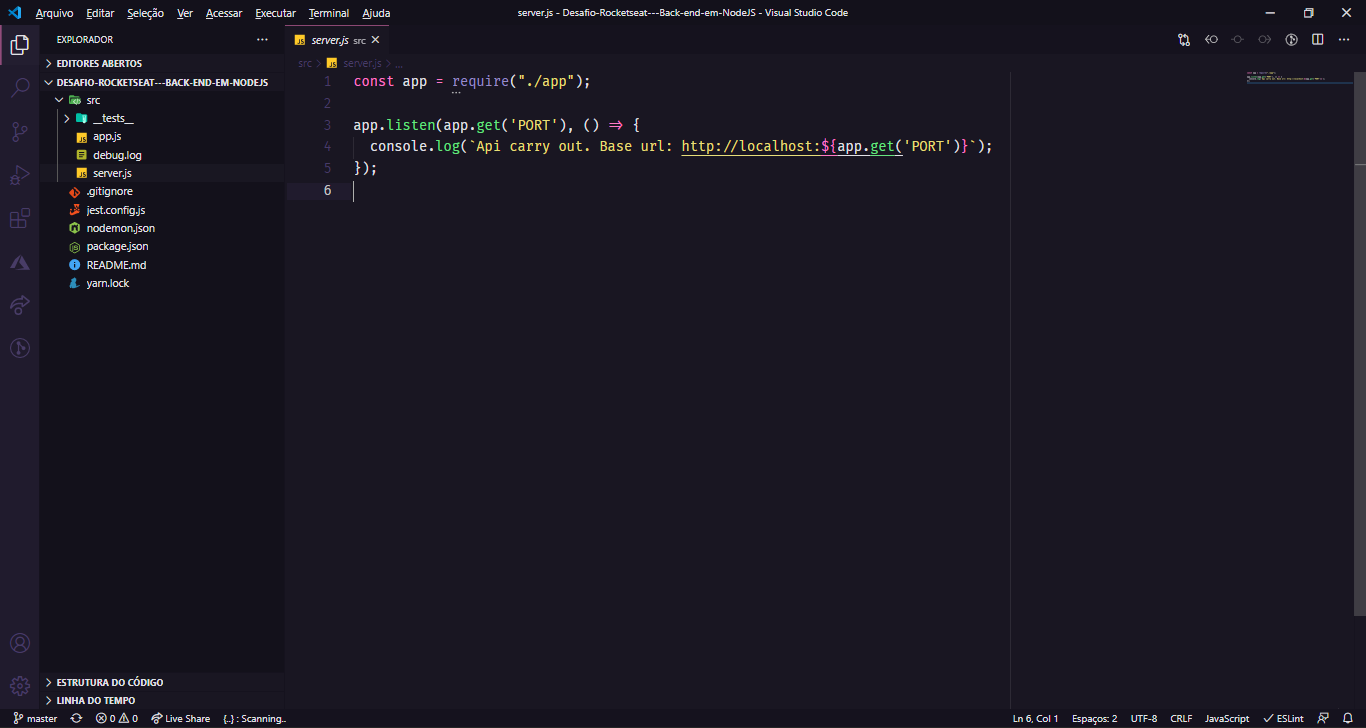 Arquivo Editar Seleção Ver Acessar Executar Terminal Ajuda
server.js - Desafio-Rocketseat---Back-end-em-NodeJS - Visual Studio Code
EXPLORADOR ...
EDITORES ABERTOS
DESAFIO-ROCKETSEAT---BACK-END-EM-NODEJS
src
__tests__
app.js
debug.log
server.js
.gitignore
jest.config.js
nodemon.json
package.json
README.md
yarn.lock
ESTRUTURA DO CÓDIGO
LINHA DO TEMPO
server.js src
src > server.js > ...
1 const app = require("./app");
2
3 app.listen(app.get('PORT'), () => {
4 console.log(`Api carry out. Base url: http://localhost:${app.get('PORT')}`);
5 });
6
master 0 0 Live Share {..} : Scanning..
Ln 6, Col 1 Espaços: 2 UTF-8 CRLF JavaScript ESLint